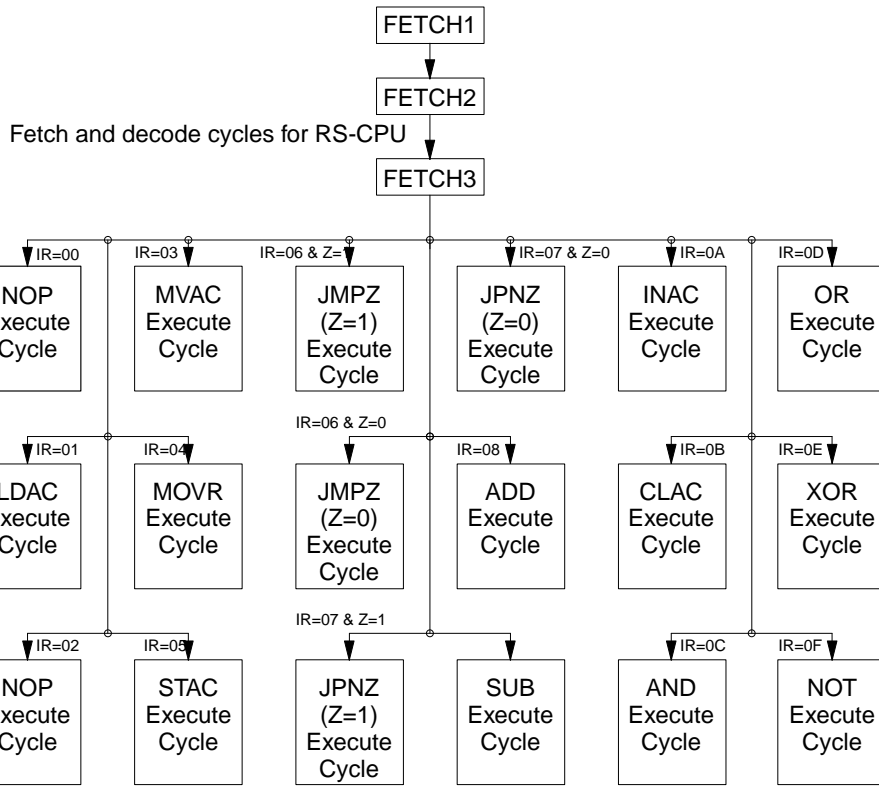 FETCH1
FETCH2
Fetch and decode cycles for RS-CPU
FETCH3
IR=00
IR=03
IR=06 & Z=1
IR=07 & Z=0
IR=0A
IR=0D
NOP
xecute
Cycle
MVAC
Execute
Cycle
JMPZ
(Z=1)
Execute
Cycle
JPNZ
(Z=0)
Execute
Cycle
INAC
Execute
Cycle
OR
Execute
Cycle
IR=01
IR=04
IR=06 & Z=0
IR=08
IR=0B
IR=0E
LDAC
xecute
Cycle
MOVR
Execute
Cycle
JMPZ
(Z=0)
Execute
Cycle
ADD
Execute
Cycle
CLAC
Execute
Cycle
XOR
Execute
Cycle
IR=02
IR=05
IR=07 & Z=1
IR=0C
IR=0F
NOP
xecute
Cycle
STAC
Execute
Cycle
JPNZ
(Z=1)
Execute
Cycle
SUB
Execute
Cycle
AND
Execute
Cycle
NOT
Execute
Cycle